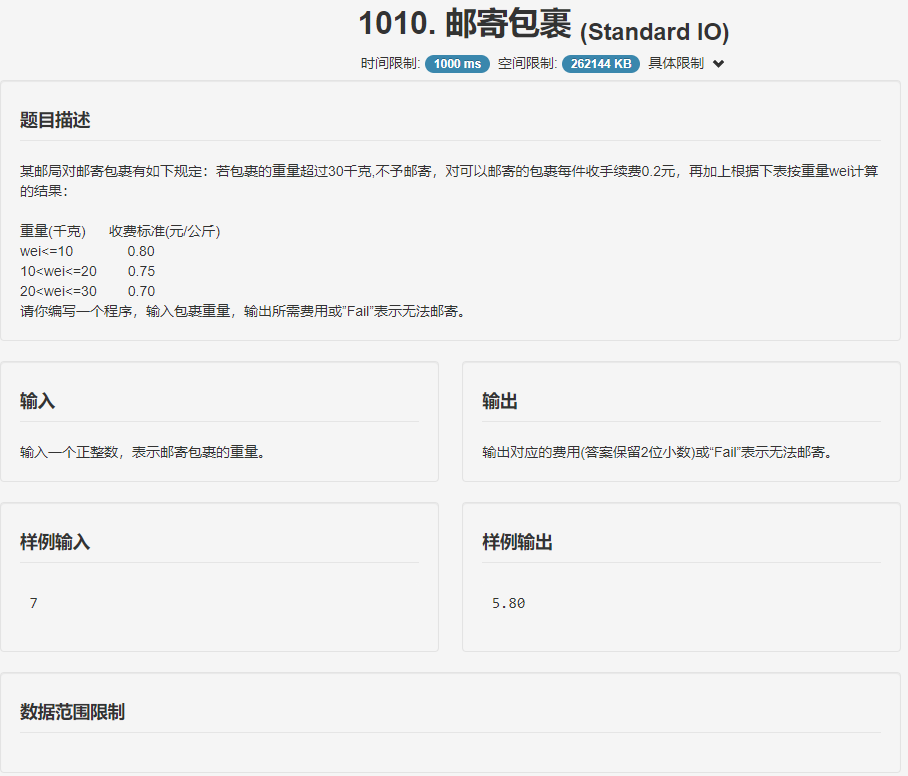 1010. 邮寄包裹 (Standard IO)
时间限制: 1000 ms 空间限制: 262144 KB 具体限制
题目描述
某邮局对邮寄包裹有如下规定：若包裹的重量超过30千克,不予邮寄，对可以邮寄的包裹每件收手续费0.2元，再加上根据下表按重量wei计算
的结果：
重量(千克) 收费标准(元/公斤)
wei<=10 0.80
10<wei<=20 0.75
20<wei<=30 0.70
请你编写一个程序，输入包裹重量，输出所需费用或"Fail"表示无法邮寄。
输入
输入一个正整数，表示邮寄包裹的重量。
输出
输出对应的费用(答案保留2位小数)或“Fail”表示无法邮寄。
样例输入
7
样例输出
5.80
数据范围限制